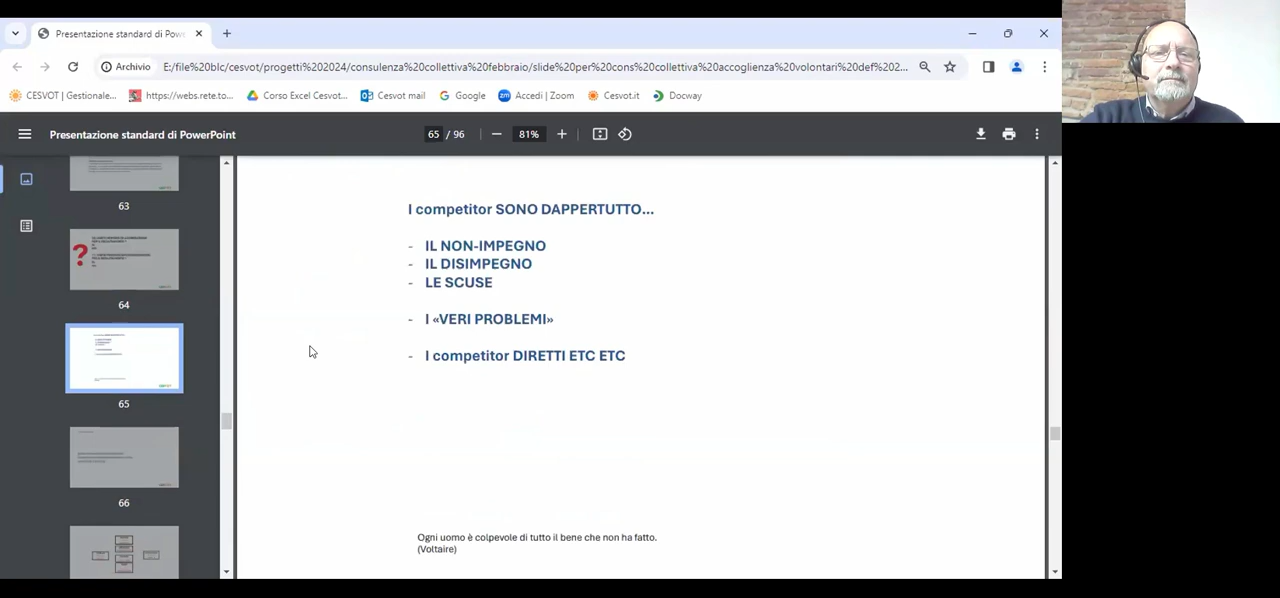 Presentazione standard di Pow
Archivio
E:/file%20blc/cesvot/progetti%202024/consulenza%20collettiva%20febbraio/slide%20per%20cons%20collettiva%20accoglienza%20volontari%20def%202...
CESVOT | Gestionale...
https://webs.rete.to...
Corso Excel Cesvot...
Cesvot mail
Google
Accedi | Zoom
Cesvot.it
Docway
Presentazione standard di PowerPoint
65 / 96
81%
63
64
65
66
I competitor SONO DAPPERTUTTO...
- IL NON-IMPEGNO
- IL DISIMPEGNO
- LE SCUSE
- I «VERI PROBLEMI»
- I competitor DIRETTI ETC ETC
Ogni uomo è colpevole di tutto il bene che non ha fatto.
(Voltaire)